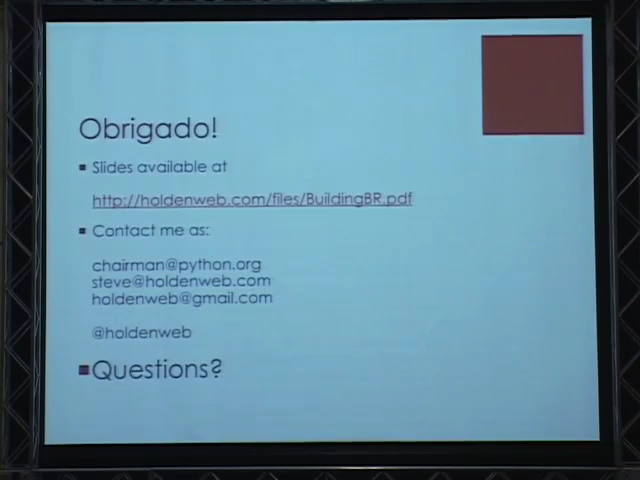 Obrigado!
Slides available at
http://holdenweb.com/files/BuildingBR.pdf
Contact me as:
chairman@python.org
steve@holdenweb.com
holdenweb@gmail.com
@holdenweb
Questions?